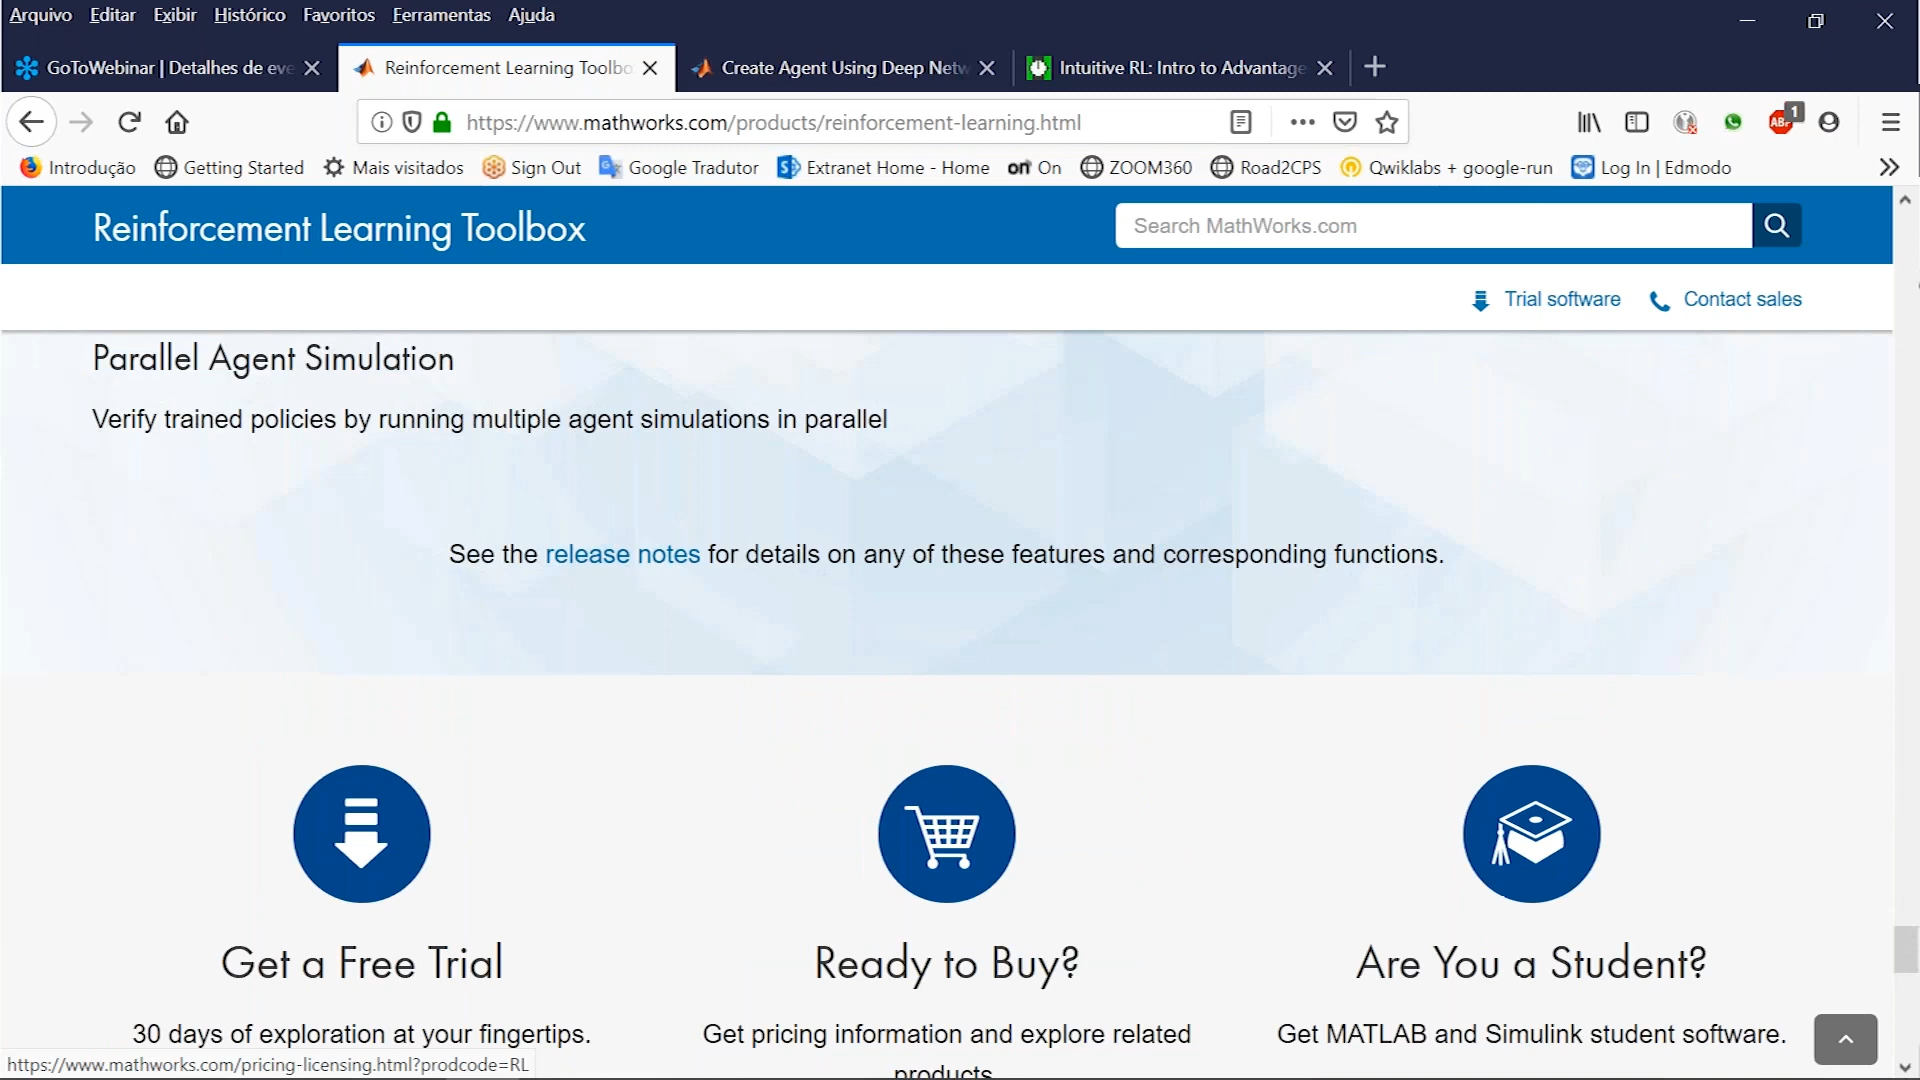 Arquivo Editar Exibir Histórico Favoritos Ferramentas Ajuda
GoToWebinar | Detalhes de eve
Reinforcement Learning Toolbo
Create Agent Using Deep Netw
Intuitive RL: Intro to Advantage
https://www.mathworks.com/products/reinforcement-learning.html
ABP 1
Introdução Getting Started Mais visitados Sign Out Google Tradutor Extranet Home - Home on On ZOOM360 Road2CPS Qwiklabs + google-run Log In | Edmodo
Reinforcement Learning Toolbox
Search MathWorks.com
Trial software Contact sales
Parallel Agent Simulation
Verify trained policies by running multiple agent simulations in parallel
See the release notes for details on any of these features and corresponding functions.
Get a Free Trial
30 days of exploration at your fingertips.
Ready to Buy?
Get pricing information and explore related
products.
Are You a Student?
Get MATLAB and Simulink student software.
https://www.mathworks.com/pricing-licensing.html?prodcode=RL